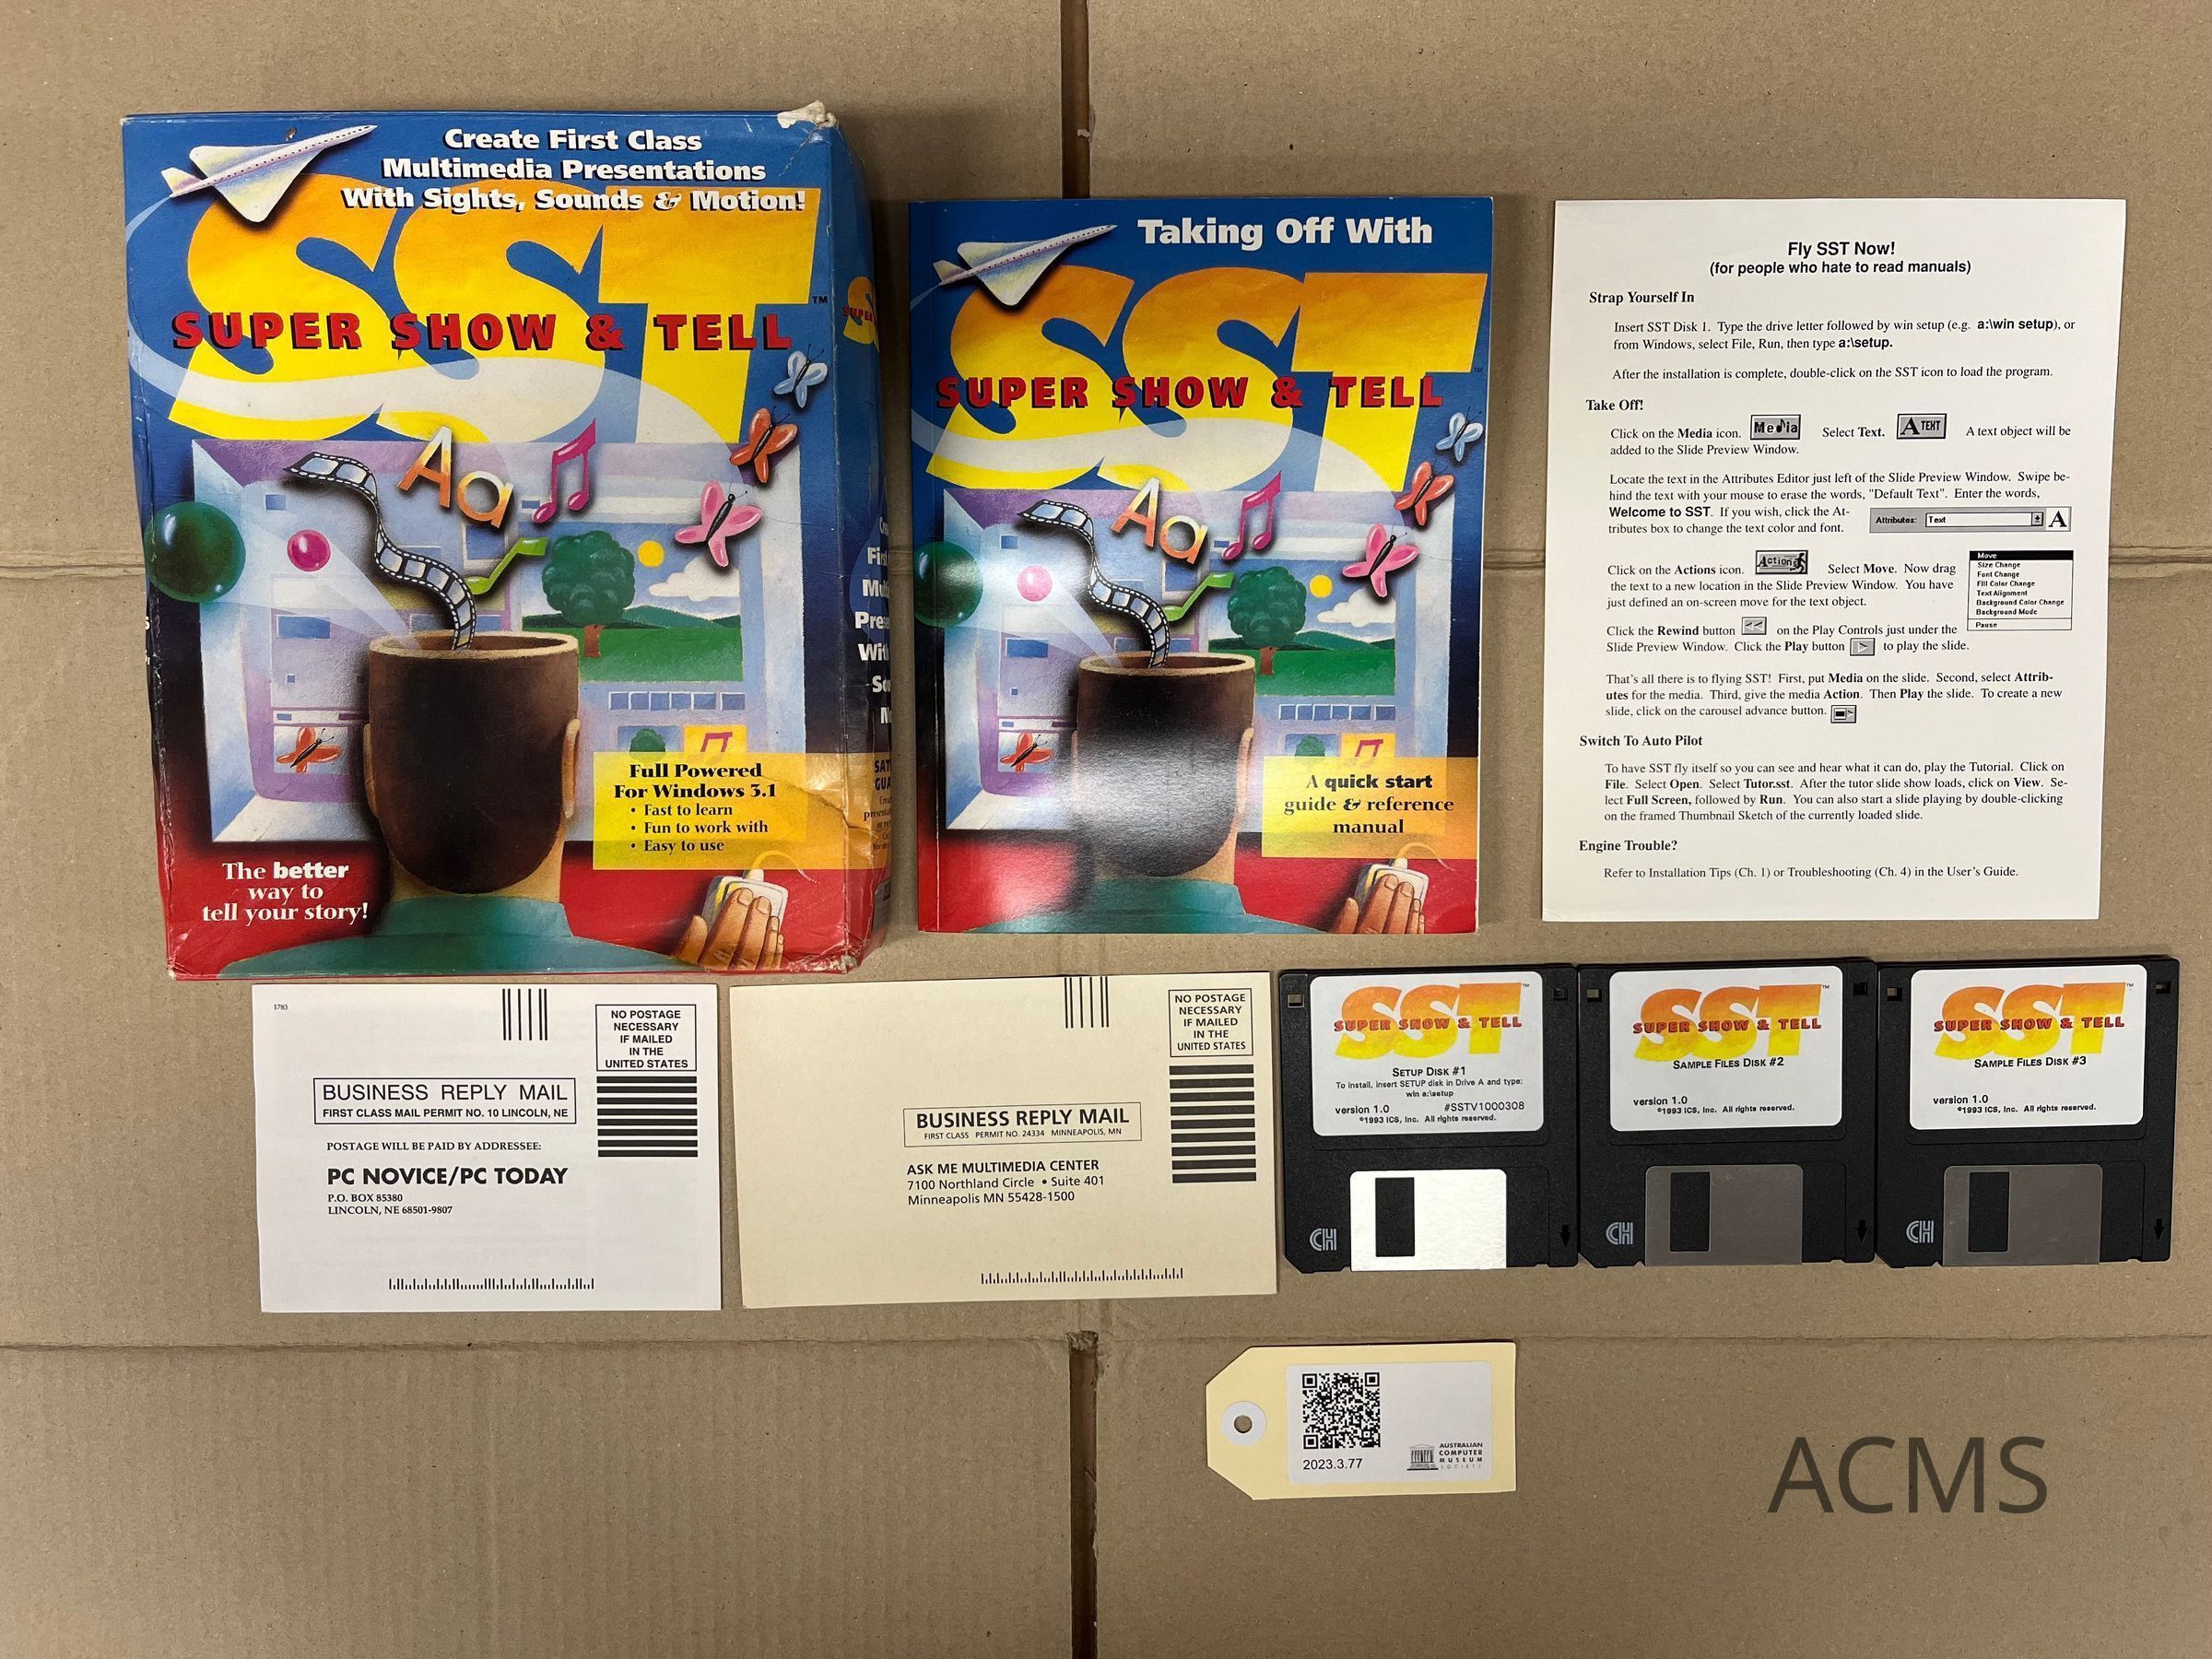 Create First Class
Multimedia Presentations
With Sights, Sounds & Motion!
SST™
SUPER SHOW & TELL
Aa
Full Powered
For Windows 3.1
• Fast to learn
• Fun to work with
• Easy to use
The better
way to
tell your story!
Taking Off With
SST
SUPER SHOW & TELL
Aa
A quick start
guide & reference
manual
Fly SST Now!
(for people who hate to read manuals)
Strap Yourself In
Insert SST Disk 1. Type the drive letter followed by win setup (e.g. a:\win setup), or
from Windows, select File, Run, then type a:\setup.
After the installation is complete, double-click on the SST icon to load the program.
Take Off!
Click on the Media icon. Media Select Text. A TEXT A text object will be
added to the Slide Preview Window.
Locate the text in the Attributes Editor just left of the Slide Preview Window. Swipe be-
hind the text with your mouse to erase the words, "Default Text". Enter the words,
Welcome to SST. If you wish, click the At-
tributes box to change the text color and font.
Attributes: Text A
Click on the Actions icon. Actions Select Move. Now drag
the text to a new location in the Slide Preview Window. You have
just defined an on-screen move for the text object.
Move
Size Change
Font Change
Fill Color Change
Text Alignment
Background Color Change
Background Mode
Pause
Click the Rewind button << on the Play Controls just under the
Slide Preview Window. Click the Play button > to play the slide.
That's all there is to flying SST! First, put Media on the slide. Second, select Attrib-
utes for the media. Third, give the media Action. Then Play the slide. To create a new
slide, click on the carousel advance button.
Switch To Auto Pilot
To have SST fly itself so you can see and hear what it can do, play the Tutorial. Click on
File. Select Open. Select Tutor.sst. After the tutor slide show loads, click on View. Se-
lect Full Screen, followed by Run. You can also start a slide playing by double-clicking
on the framed Thumbnail Sketch of the currently loaded slide.
Engine Trouble?
Refer to Installation Tips (Ch. 1) or Troubleshooting (Ch. 4) in the User's Guide.
1783
NO POSTAGE
NECESSARY
IF MAILED
IN THE
UNITED STATES
BUSINESS REPLY MAIL
FIRST CLASS MAIL PERMIT NO. 10 LINCOLN, NE
POSTAGE WILL BE PAID BY ADDRESSEE:
PC NOVICE/PC TODAY
P.O. BOX 85380
LINCOLN, NE 68501-9807
NO POSTAGE
NECESSARY
IF MAILED
IN THE
UNITED STATES
BUSINESS REPLY MAIL
FIRST CLASS PERMIT NO. 24334 MINNEAPOLIS, MN
ASK ME MULTIMEDIA CENTER
7100 Northland Circle • Suite 401
Minneapolis MN 55428-1500
SST™
SUPER SHOW & TELL
SETUP DISK #1
To install, insert SETUP disk in Drive A and type:
win a:\setup
version 1.0 #SSTV1000308
©1993 ICS, Inc. All rights reserved.
CH
SST™
SUPER SHOW & TELL
SAMPLE FILES DISK #2
version 1.0
©1993 ICS, Inc. All rights reserved.
CH
SST™
SUPER SHOW & TELL
SAMPLE FILES DISK #3
version 1.0
©1993 ICS, Inc. All rights reserved.
CH
2023.3.77
AUSTRALIAN
COMPUTER
MUSEUM
SOCIETY
ACMS